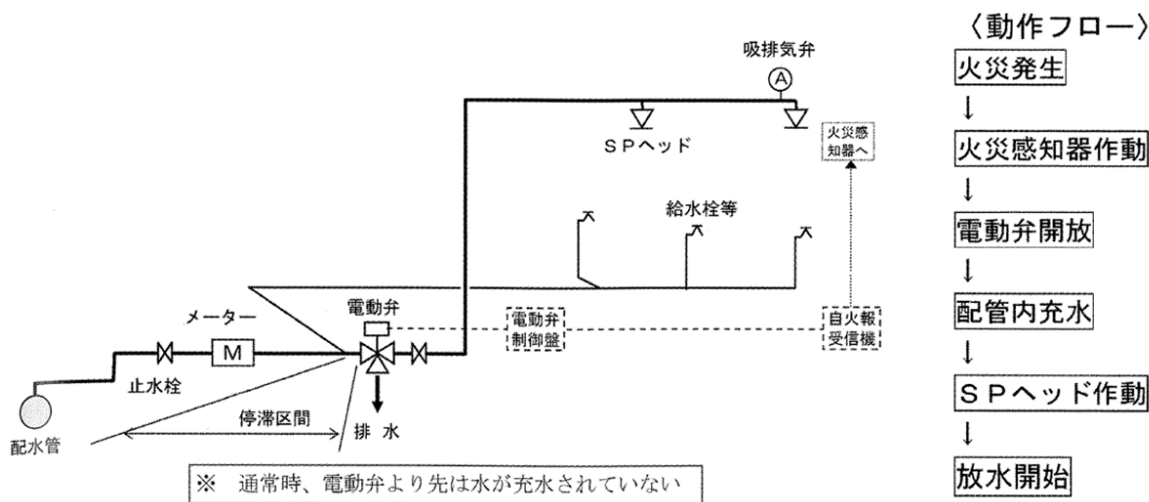 〈動作フロー〉
火災発生
↓
火災感知器作動
↓
電動弁開放
↓
配管内充水
↓
ＳＰヘッド作動
↓
放水開始
吸排気弁
A
ＳＰヘッド
火災感
知器へ
給水栓等
電動弁
メーター
M
電動弁
制御盤
自火報
受信機
止水栓
配水管
停滞区間
排 水
※　通常時、電動弁より先は水が充水されていない